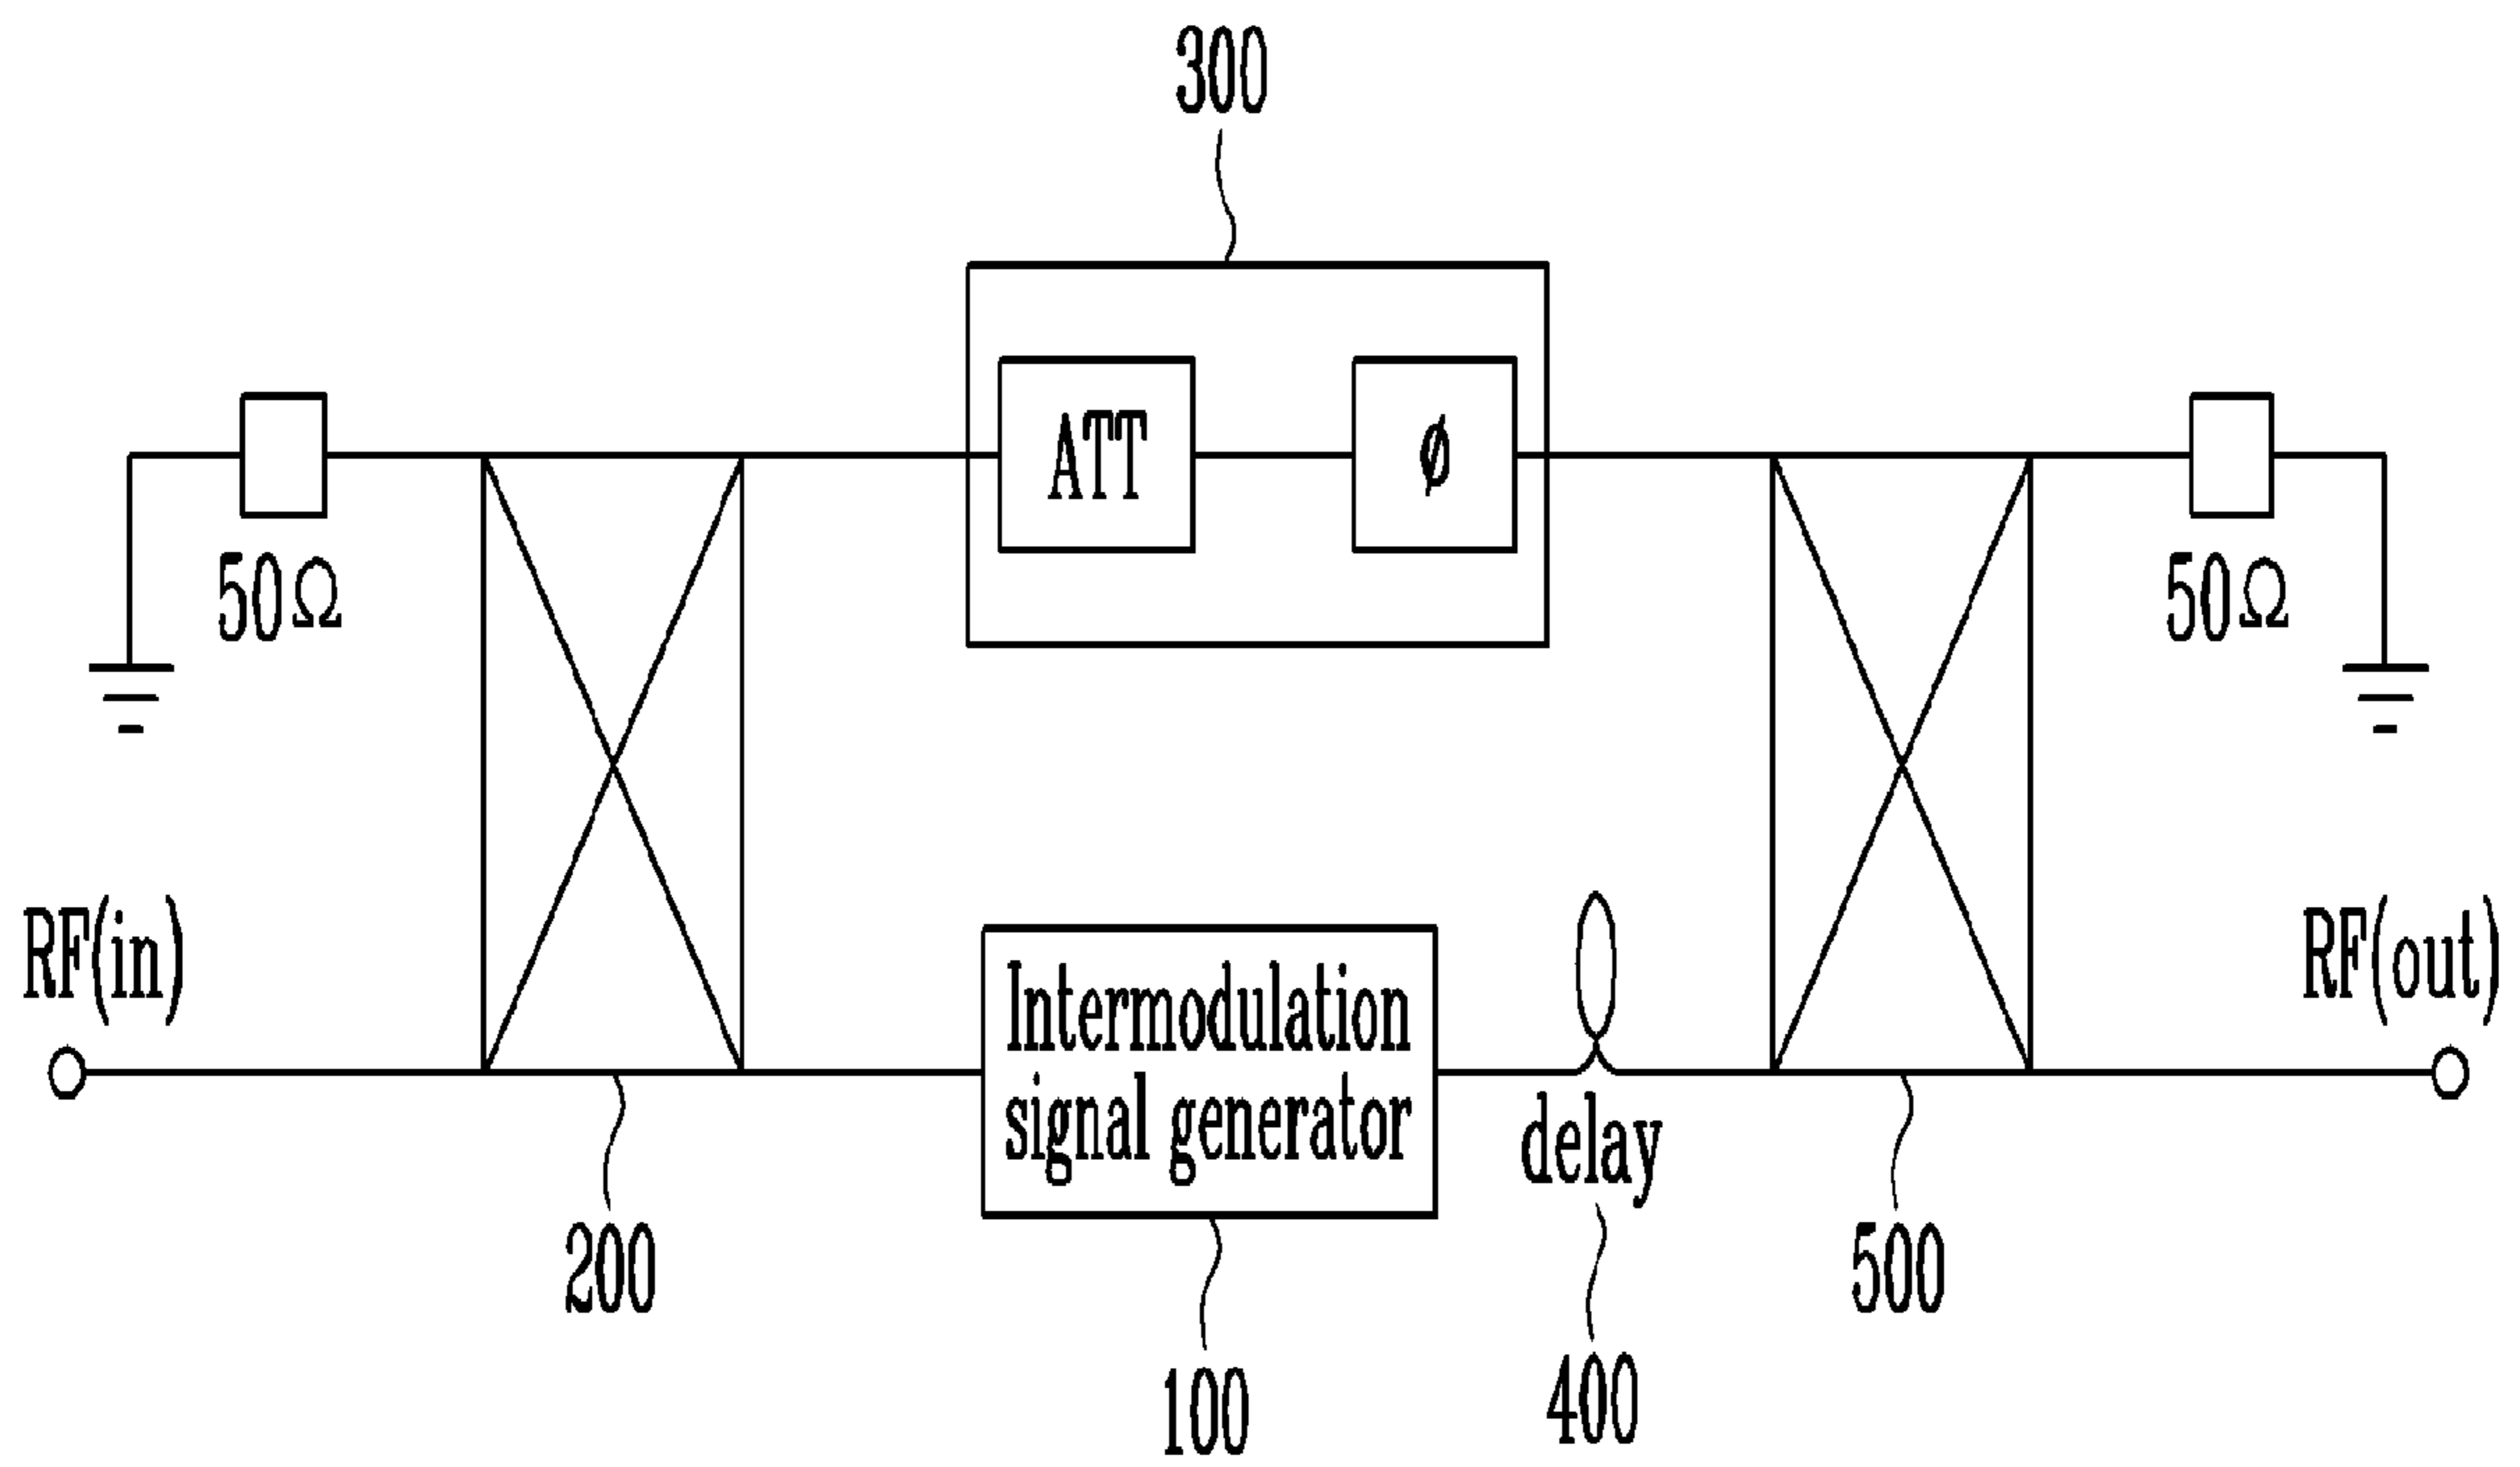 300
ATT
ø
50Ω
50Ω
RF(in)
RF(out)
Intermodulation
signal generator
delay
200
500
100
400